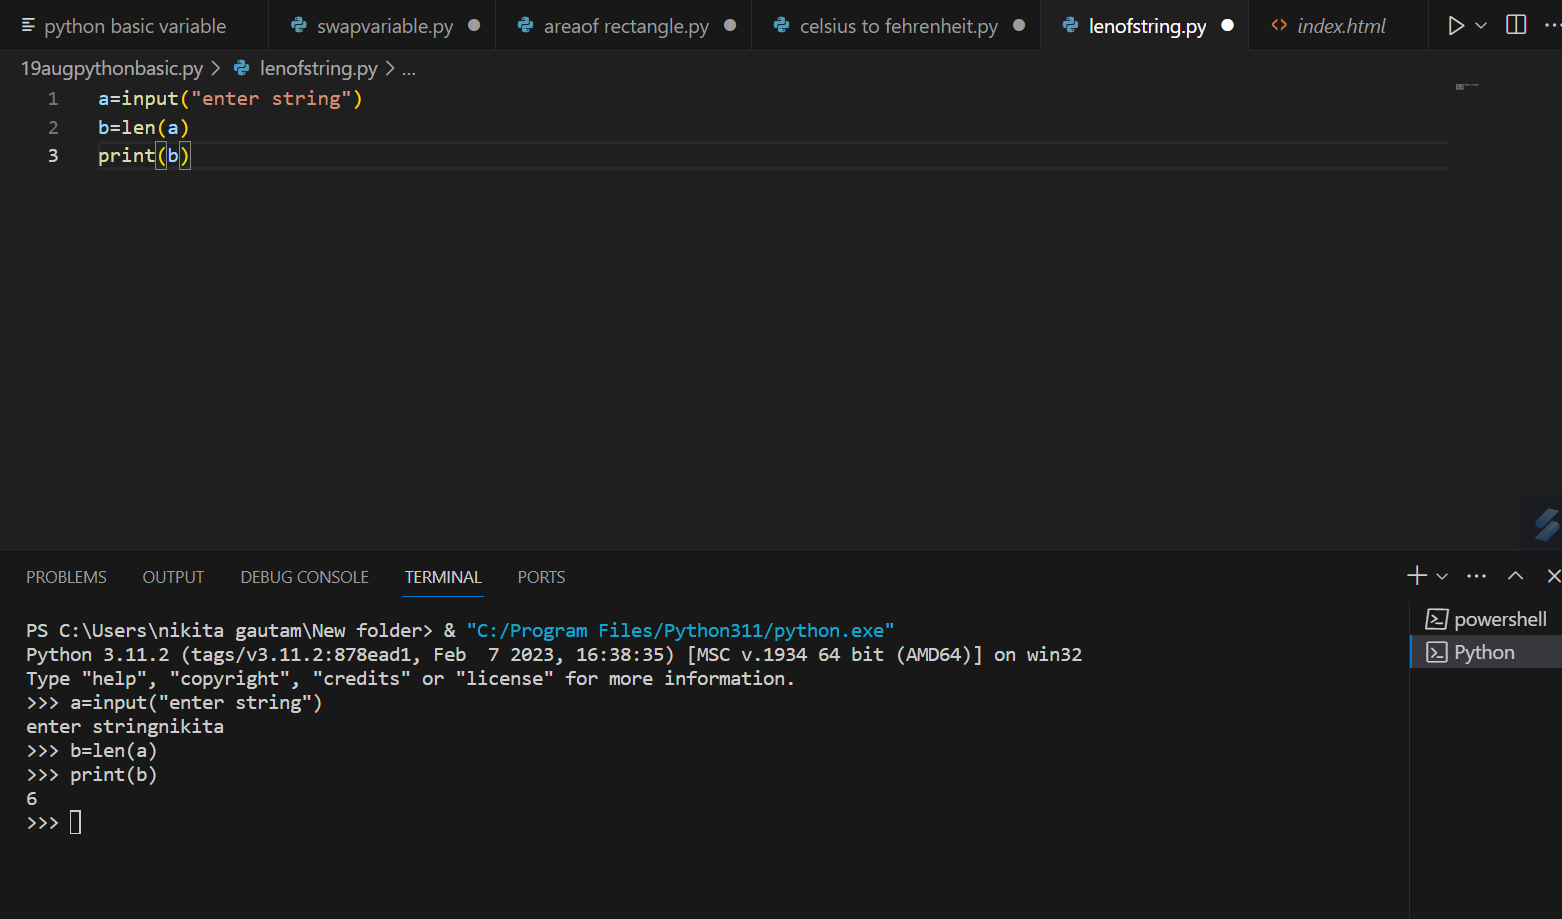 python basic variable swapvariable.py areaof rectangle.py celsius to fehrenheit.py lenofstring.py index.html
19augpythonbasic.py > lenofstring.py > ...
1 a=input("enter string")
2 b=len(a)
3 print(b)
PROBLEMS OUTPUT DEBUG CONSOLE TERMINAL PORTS
powershell
Python
PS C:\Users\nikita gautam\New folder> & "C:/Program Files/Python311/python.exe"
Python 3.11.2 (tags/v3.11.2:878ead1, Feb  7 2023, 16:38:35) [MSC v.1934 64 bit (AMD64)] on win32
Type "help", "copyright", "credits" or "license" for more information.
>>> a=input("enter string")
enter stringnikita
>>> b=len(a)
>>> print(b)
6
>>>